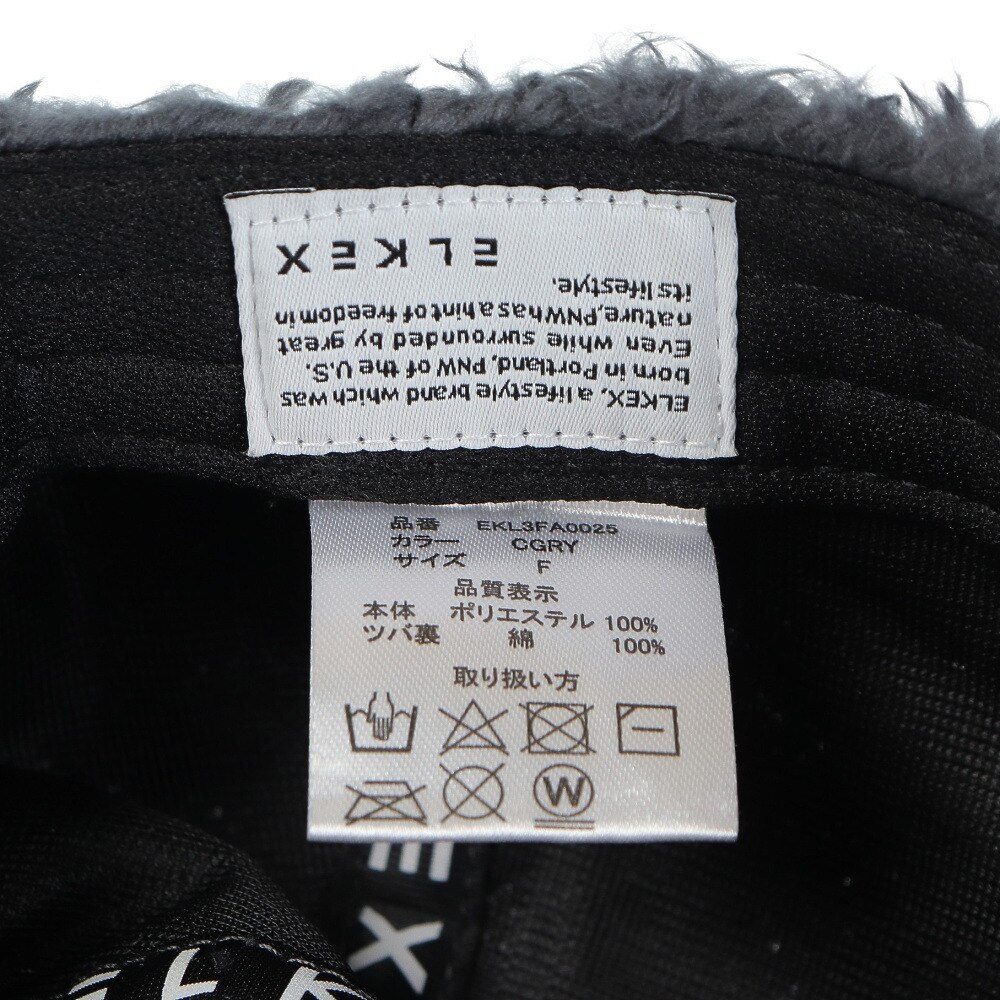 ELKEX, a lifestyle brand which was
born in Portland, PNW of the U.S.
Even while surrounded by great
nature,PNW has a hint of freedom in
its lifestyle.
ELKEX
品番 EKL3FA0025
カラー CGRY
サイズ F
品質表示
本体 ポリエステル 100%
ツバ裏 綿 100%
取り扱い方
W
EX
ELKE